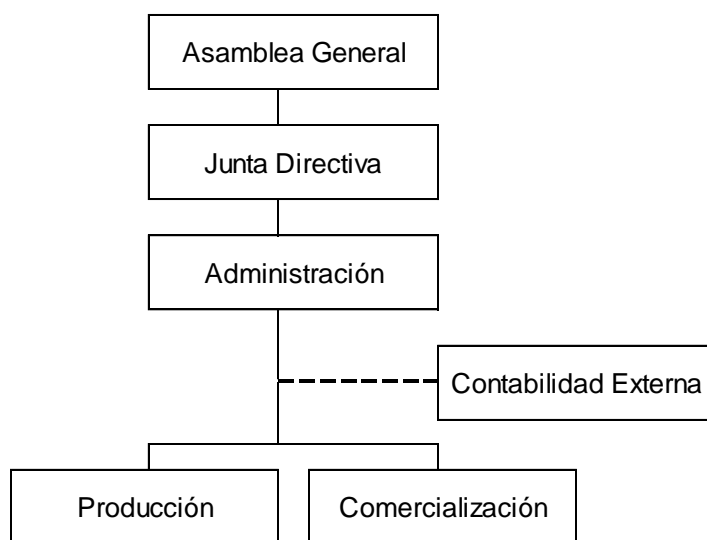 Asamblea General
Junta Directiva
Administración
Contabilidad Externa
Producción
Comercialización